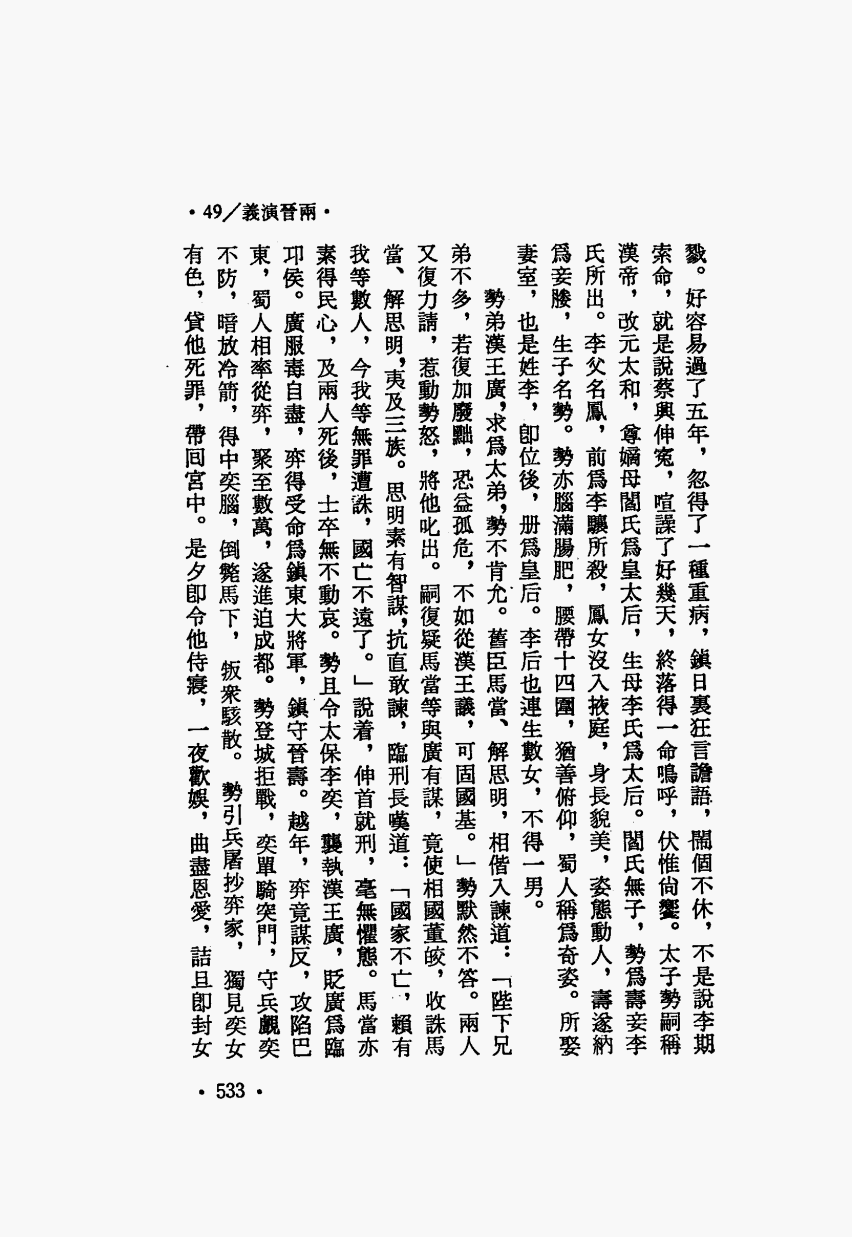 •49／義演晉兩•
戮。好容易過了五年，忽得了一種重病，鎮日裏狂言譫語，鬧個不休，不是說李期
索命，就是說蔡興伸寃，喧譟了好幾天，終落得一命嗚呼，伏惟尙饗。太子勢嗣稱
漢帝，改元太和，尊嫡母閻氏爲皇太后，生母李氏爲太后。閻氏無子，勢爲壽妾李
氏所出。李父名鳳，前爲李驤所殺，鳳女沒入掖庭，身長貌美，姿態動人，壽遂納
爲妾媵，生子名勢。勢亦腦滿腸肥，腰帶十四圍，猶善俯仰，蜀人稱爲奇姿。所娶
妻室，也是姓李，卽位後，册爲皇后。李后也連生數女，不得一男。
勢弟漢王廣，求爲太弟，勢不肯允。舊臣馬當、解思明，相偕入諫道：「陛下兄
弟不多，若復加廢黜，恐益孤危，不如從漢王議，可固國基。」勢默然不答。兩人
又復力請，惹動勢怒，將他叱出。嗣復疑馬當等與廣有謀，竟使相國董皎，收誅馬
當、解思明，夷及三族。思明素有智謀，抗直敢諫，臨刑長嘆道：「國家不亡，賴有
我等數人，今我等無罪遭誅，國亡不遠了。」說着，伸首就刑，毫無懼態。馬當亦
素得民心，及兩人死後，士卒無不動哀。勢且令太保李奕，襲執漢王廣，貶廣爲臨
邛侯。廣服毒自盡，弈得受命爲鎮東大將軍，鎮守晉壽。越年，弈竟謀反，攻陷巴
東，蜀人相率從弈，聚至數萬，遂進迫成都。勢登城拒戰，奕單騎突門，守兵覷奕
不防，暗放冷箭，得中奕腦，倒斃馬下，叛衆駭散。勢引兵屠抄弈家，獨見奕女
有色，貸他死罪，帶囘宮中。是夕卽令他侍寢，一夜歡娛，曲盡恩愛，詰旦卽封女
•533•